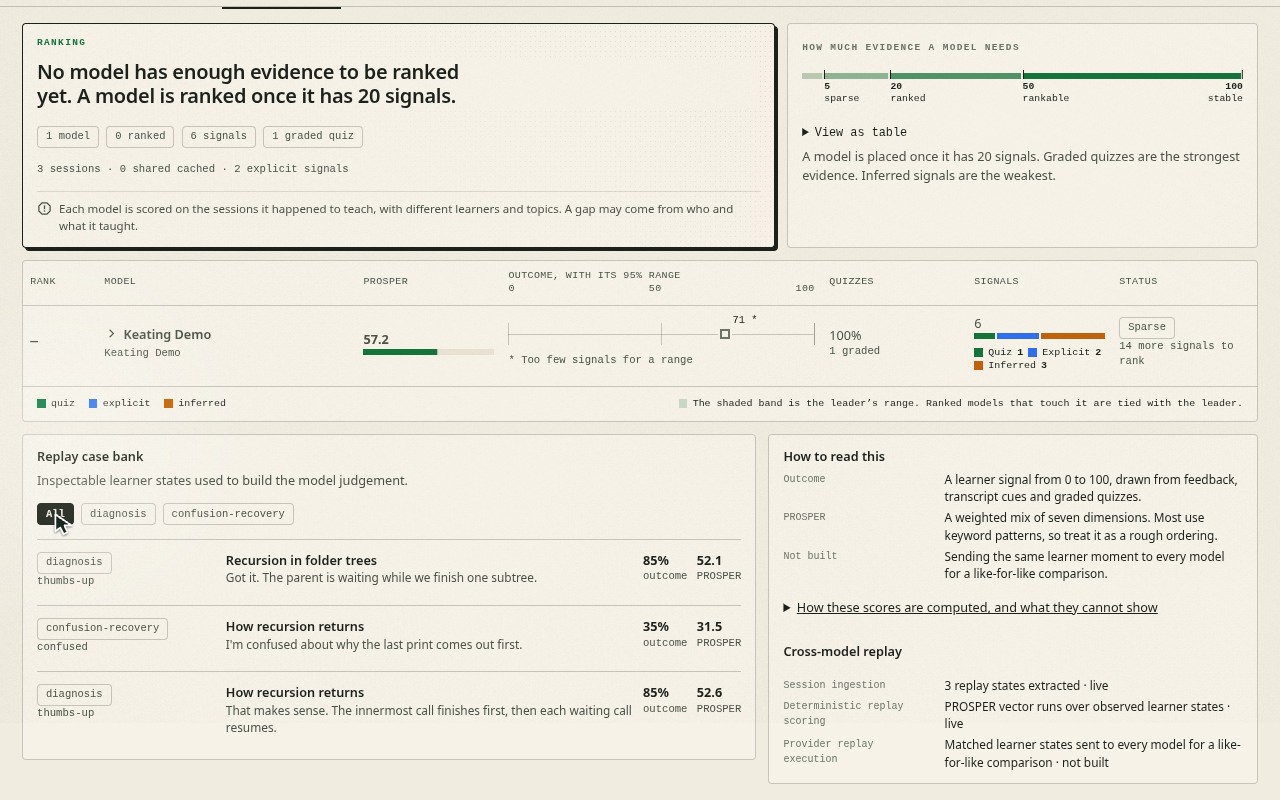 RANKING
No model has enough evidence to be ranked
yet. A model is ranked once it has 20 signals.
1 model 0 ranked 6 signals 1 graded quiz
3 sessions · 0 shared cached · 2 explicit signals
Each model is scored on the sessions it happened to teach, with different learners and topics. A gap may come from who and
what it taught.
HOW MUCH EVIDENCE A MODEL NEEDS
5 20 50 100
sparse ranked rankable stable
View as table
A model is placed once it has 20 signals. Graded quizzes are the strongest
evidence. Inferred signals are the weakest.
RANK MODEL PROSPER OUTCOME, WITH ITS 95% RANGE QUIZZES SIGNALS STATUS
0 50 100
– Keating Demo
Keating Demo
57.2
71 *
* Too few signals for a range
100%
1 graded
6
Quiz 1 Explicit 2
Inferred 3
Sparse
14 more signals to
rank
quiz explicit inferred
The shaded band is the leader’s range. Ranked models that touch it are tied with the leader.
Replay case bank
Inspectable learner states used to build the model judgement.
All diagnosis confusion-recovery
diagnosis
thumbs-up
Recursion in folder trees
Got it. The parent is waiting while we finish one subtree.
85% 52.1
outcome PROSPER
confusion-recovery
confused
How recursion returns
I'm confused about why the last print comes out first.
35% 31.5
outcome PROSPER
diagnosis
thumbs-up
How recursion returns
That makes sense. The innermost call finishes first, then each waiting call
resumes.
85% 52.6
outcome PROSPER
How to read this
Outcome A learner signal from 0 to 100, drawn from feedback,
transcript cues and graded quizzes.
PROSPER A weighted mix of seven dimensions. Most use
keyword patterns, so treat it as a rough ordering.
Not built Sending the same learner moment to every model
for a like-for-like comparison.
How these scores are computed, and what they cannot show
Cross-model replay
Session ingestion 3 replay states extracted · live
Deterministic replay PROSPER vector runs over observed learner states ·
scoring live
Provider replay Matched learner states sent to every model for a like-
execution for-like comparison · not built